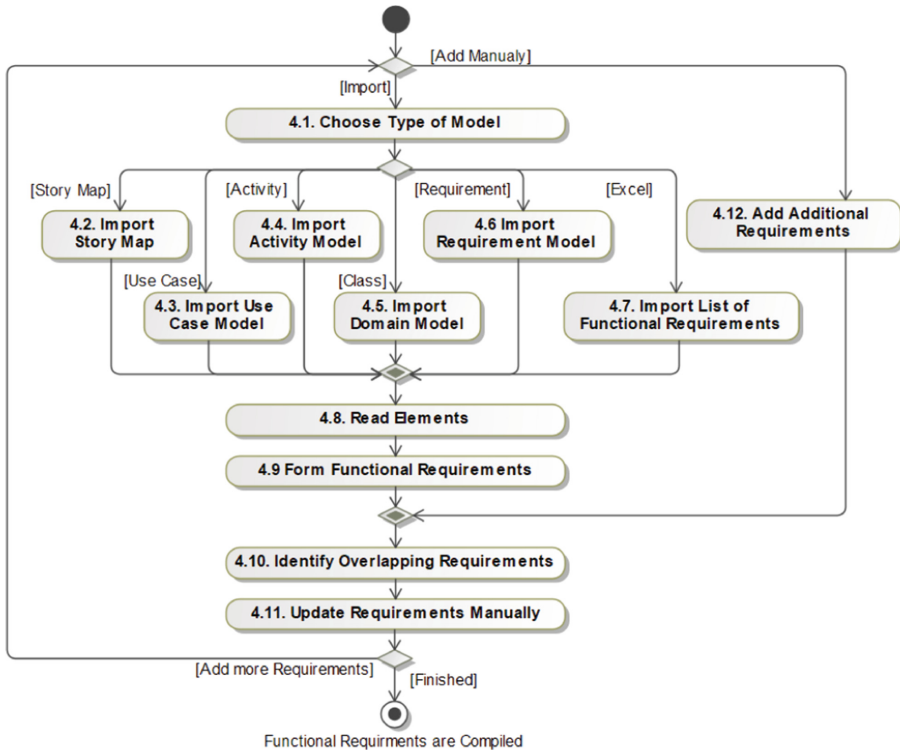 [Add Manualy]
[Import]
4.1. Choose Type of Model
[Story Map]
[Activity]
[Requirement]
[Excel]
4.2. Import
Story Map
4.4. Import
Activity Model
4.6 Import
Requirement Model
4.12. Add Additional
Requirements
[Use Case]
[Class]
4.3. Import Use
Case Model
4.5. Import
Domain Model
4.7. Import List of
Functional Requirements
4.8. Read Elements
4.9 Form Functional Requirements
4.10. Identify Overlapping Requirements
4.11. Update Requirements Manually
[Add more Requirements]
[Finished]
Functional Requirments are Compiled